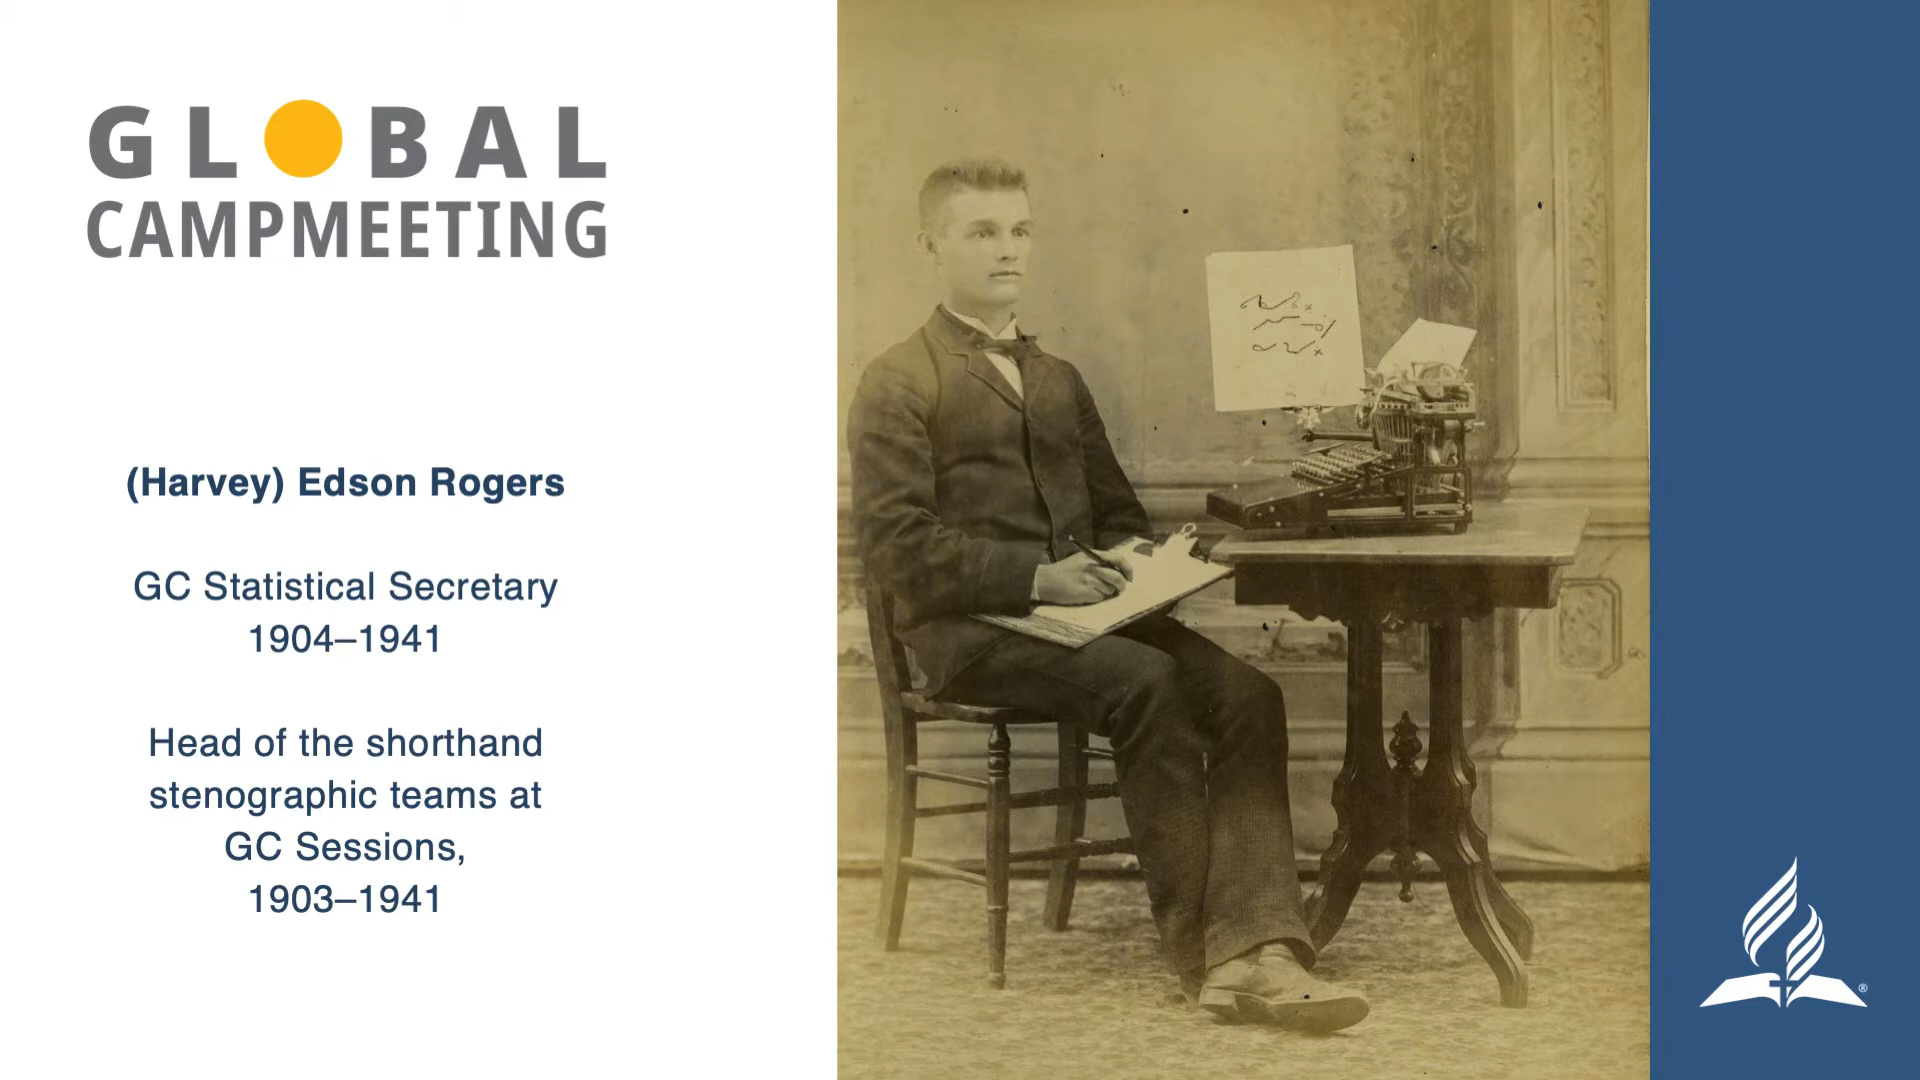 GLOBAL
CAMPMEETING
(Harvey) Edson Rogers
GC Statistical Secretary
1904–1941
Head of the shorthand
stenographic teams at
GC Sessions,
1903–1941
®